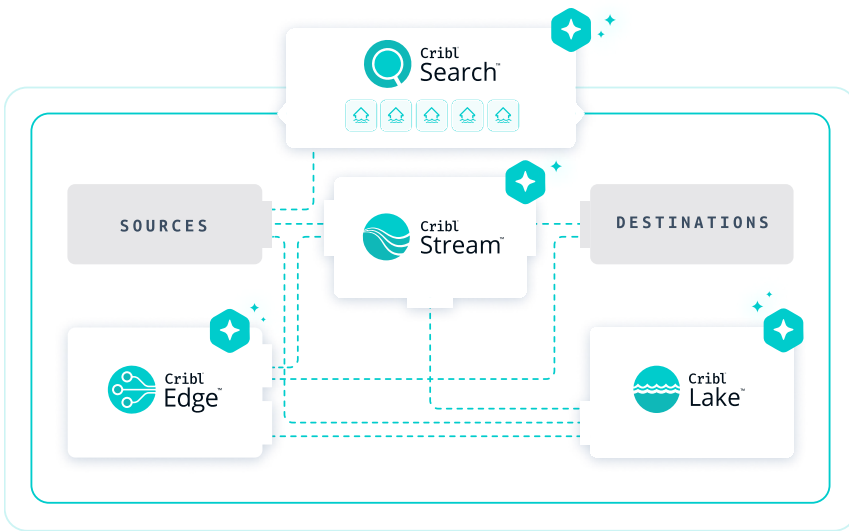 Cribl
Search™
SOURCES
Cribl
Stream™
DESTINATIONS
Cribl
Edge™
Cribl
Lake™